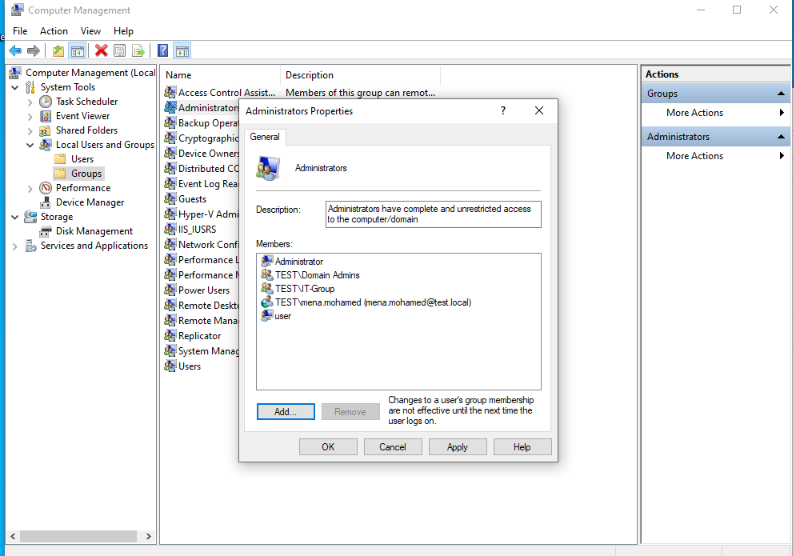 Computer Management
File Action View Help
Computer Management (Local
System Tools
Task Scheduler
Event Viewer
Shared Folders
Local Users and Groups
Users
Groups
Performance
Device Manager
Storage
Disk Management
Services and Applications
Name Description
Access Control Assist... Members of this group can remot...
Administrators
Backup Opera
Cryptographic
Device Owners
Distributed CO
Event Log Rea
Guests
Hyper-V Admi
IIS_IUSRS
Network Confi
Performance L
Performance M
Power Users
Remote Deskt
Remote Mana
Replicator
System Manag
Users
Administrators Properties ?
General
Administrators
Description: Administrators have complete and unrestricted access
to the computer/domain
Members:
Administrator
TEST\Domain Admins
TEST\IT-Group
TEST\mena.mohamed (mena.mohamed@test.local)
user
Add... Remove
Changes to a user's group membership
are not effective until the next time the
user logs on.
OK Cancel Apply Help
Actions
Groups
More Actions
Administrators
More Actions